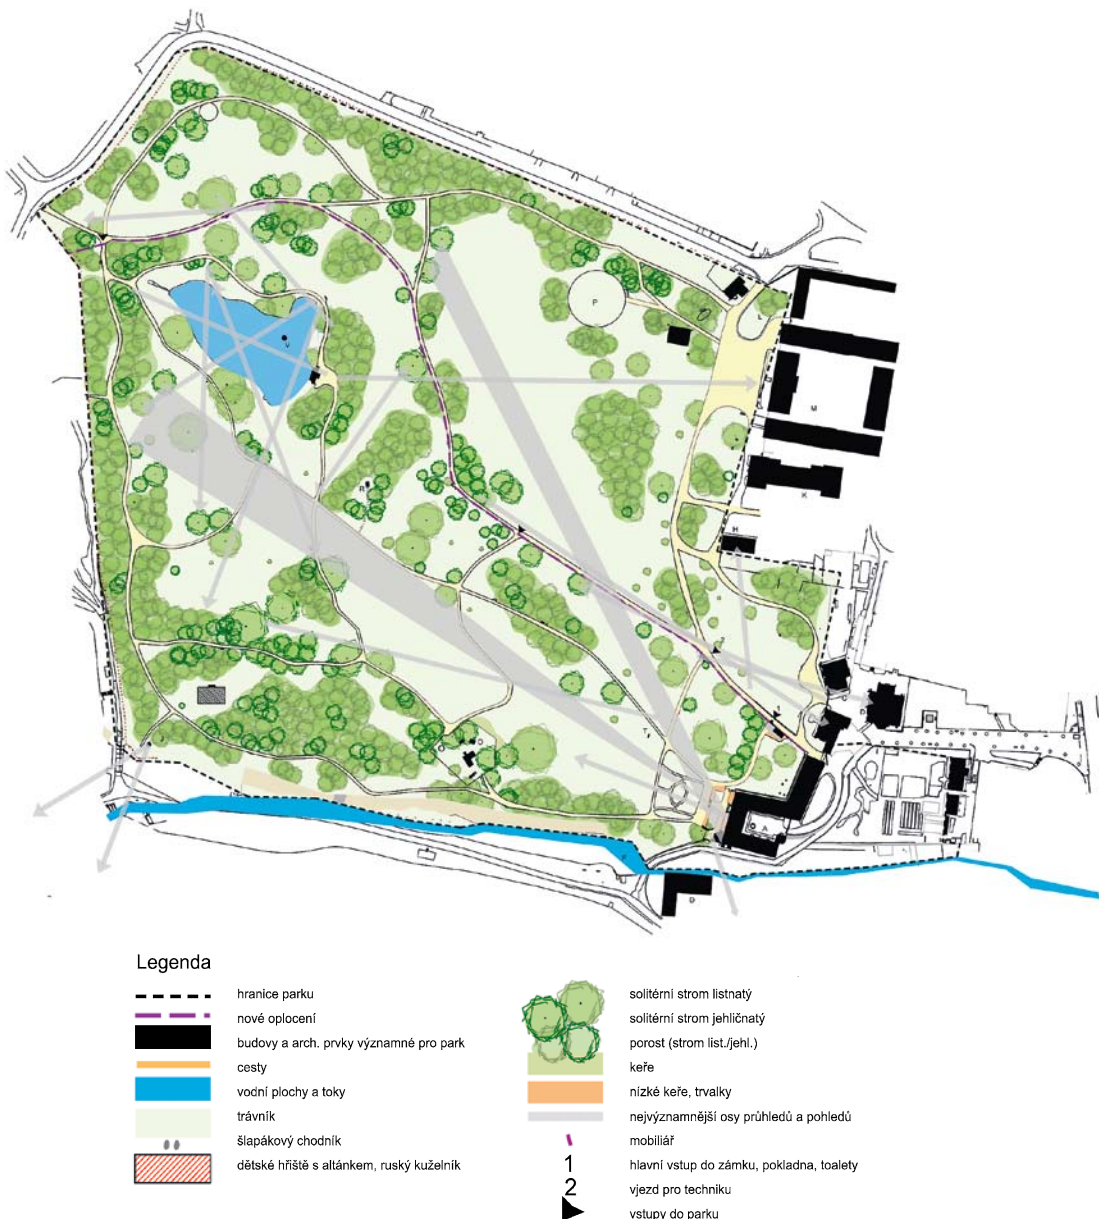 P
L
V
M
R
K
H
2
1
T
A
D
Legenda
hranice parku
nové oplocení
budovy a arch. prvky významné pro park
cesty
vodní plochy a toky
trávník
šlapákový chodník
dětské hřiště s altánkem, ruský kuželník
solitérní strom listnatý
solitérní strom jehličnatý
porost (strom list./jehl.)
keře
nízké keře, trvalky
nejvýznamnější osy průhledů a pohledů
mobiliář
1 hlavní vstup do zámku, pokladna, toalety
2 vjezd pro techniku
vstupy do parku